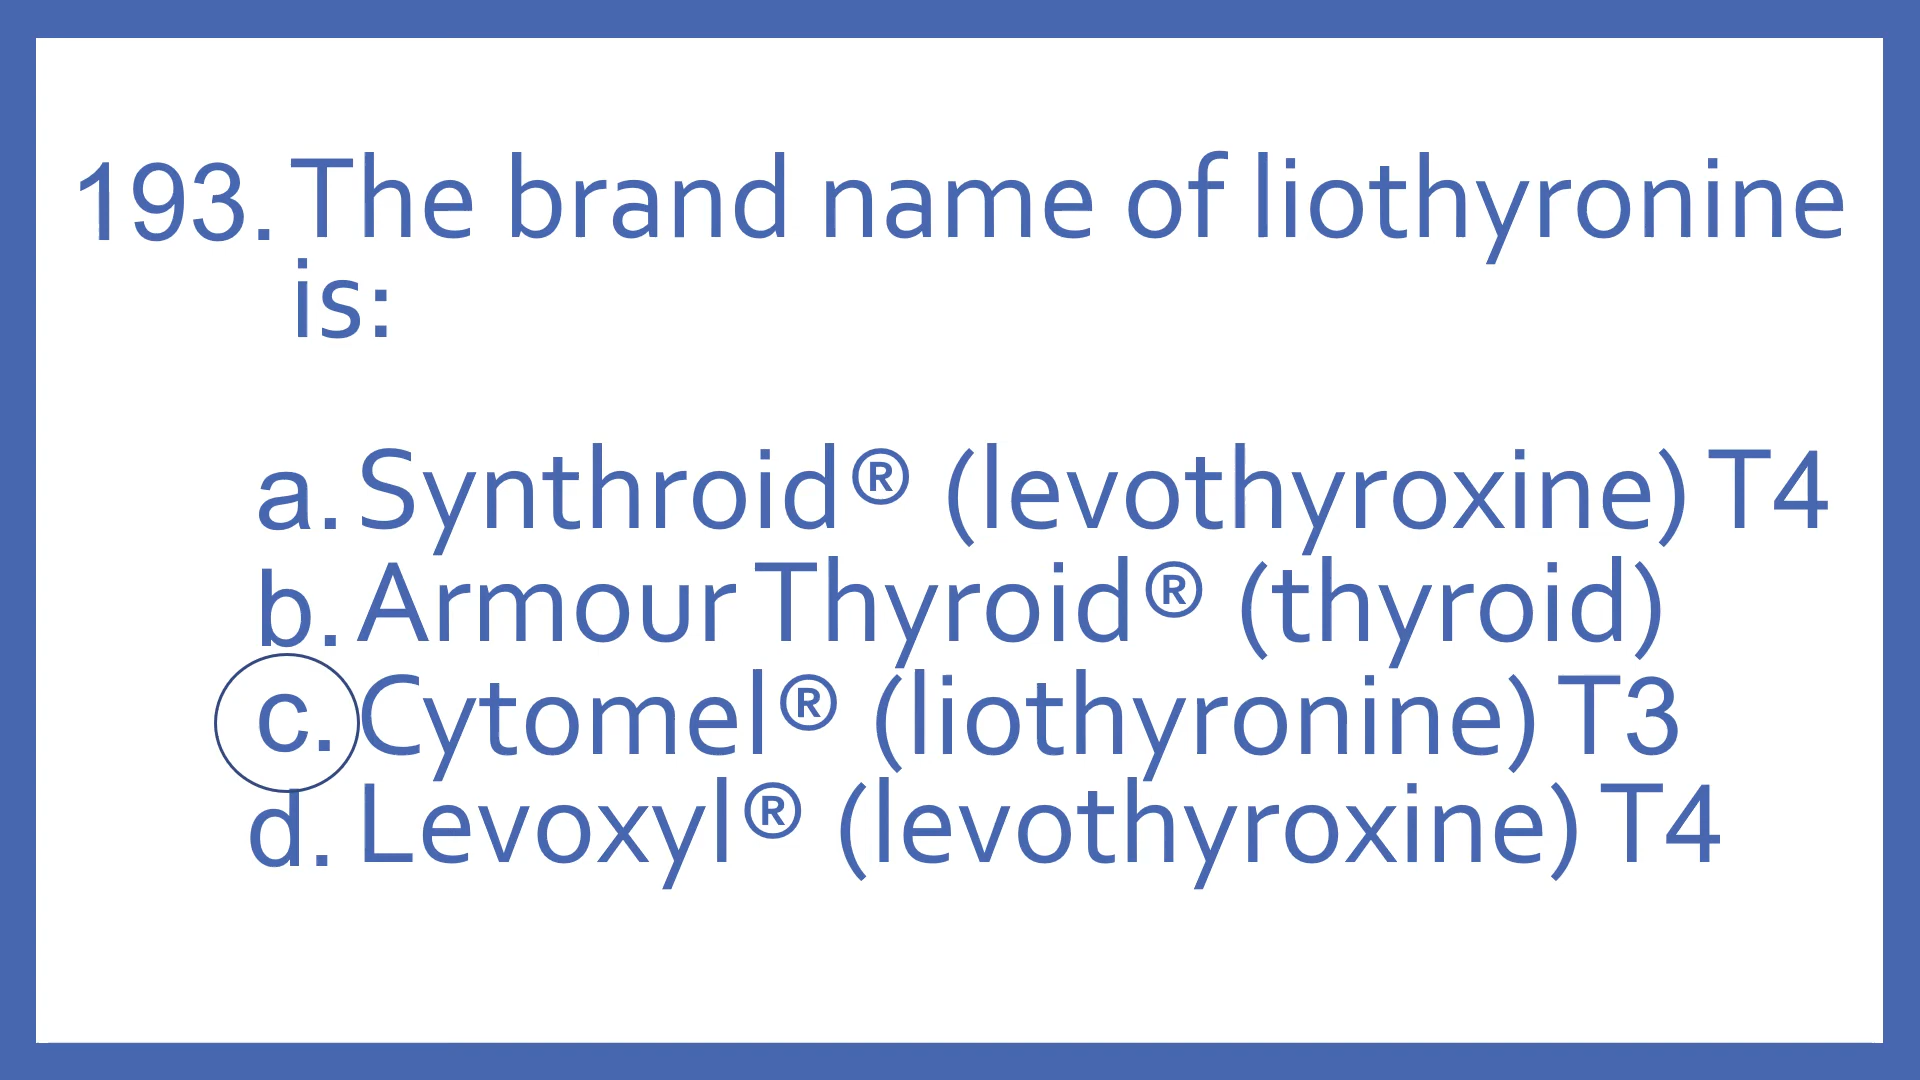 193. The brand name of liothyronine
is:
a. Synthroid® (levothyroxine) T4
b. Armour Thyroid® (thyroid)
c. Cytomel® (liothyronine) T3
d. Levoxyl® (levothyroxine) T4